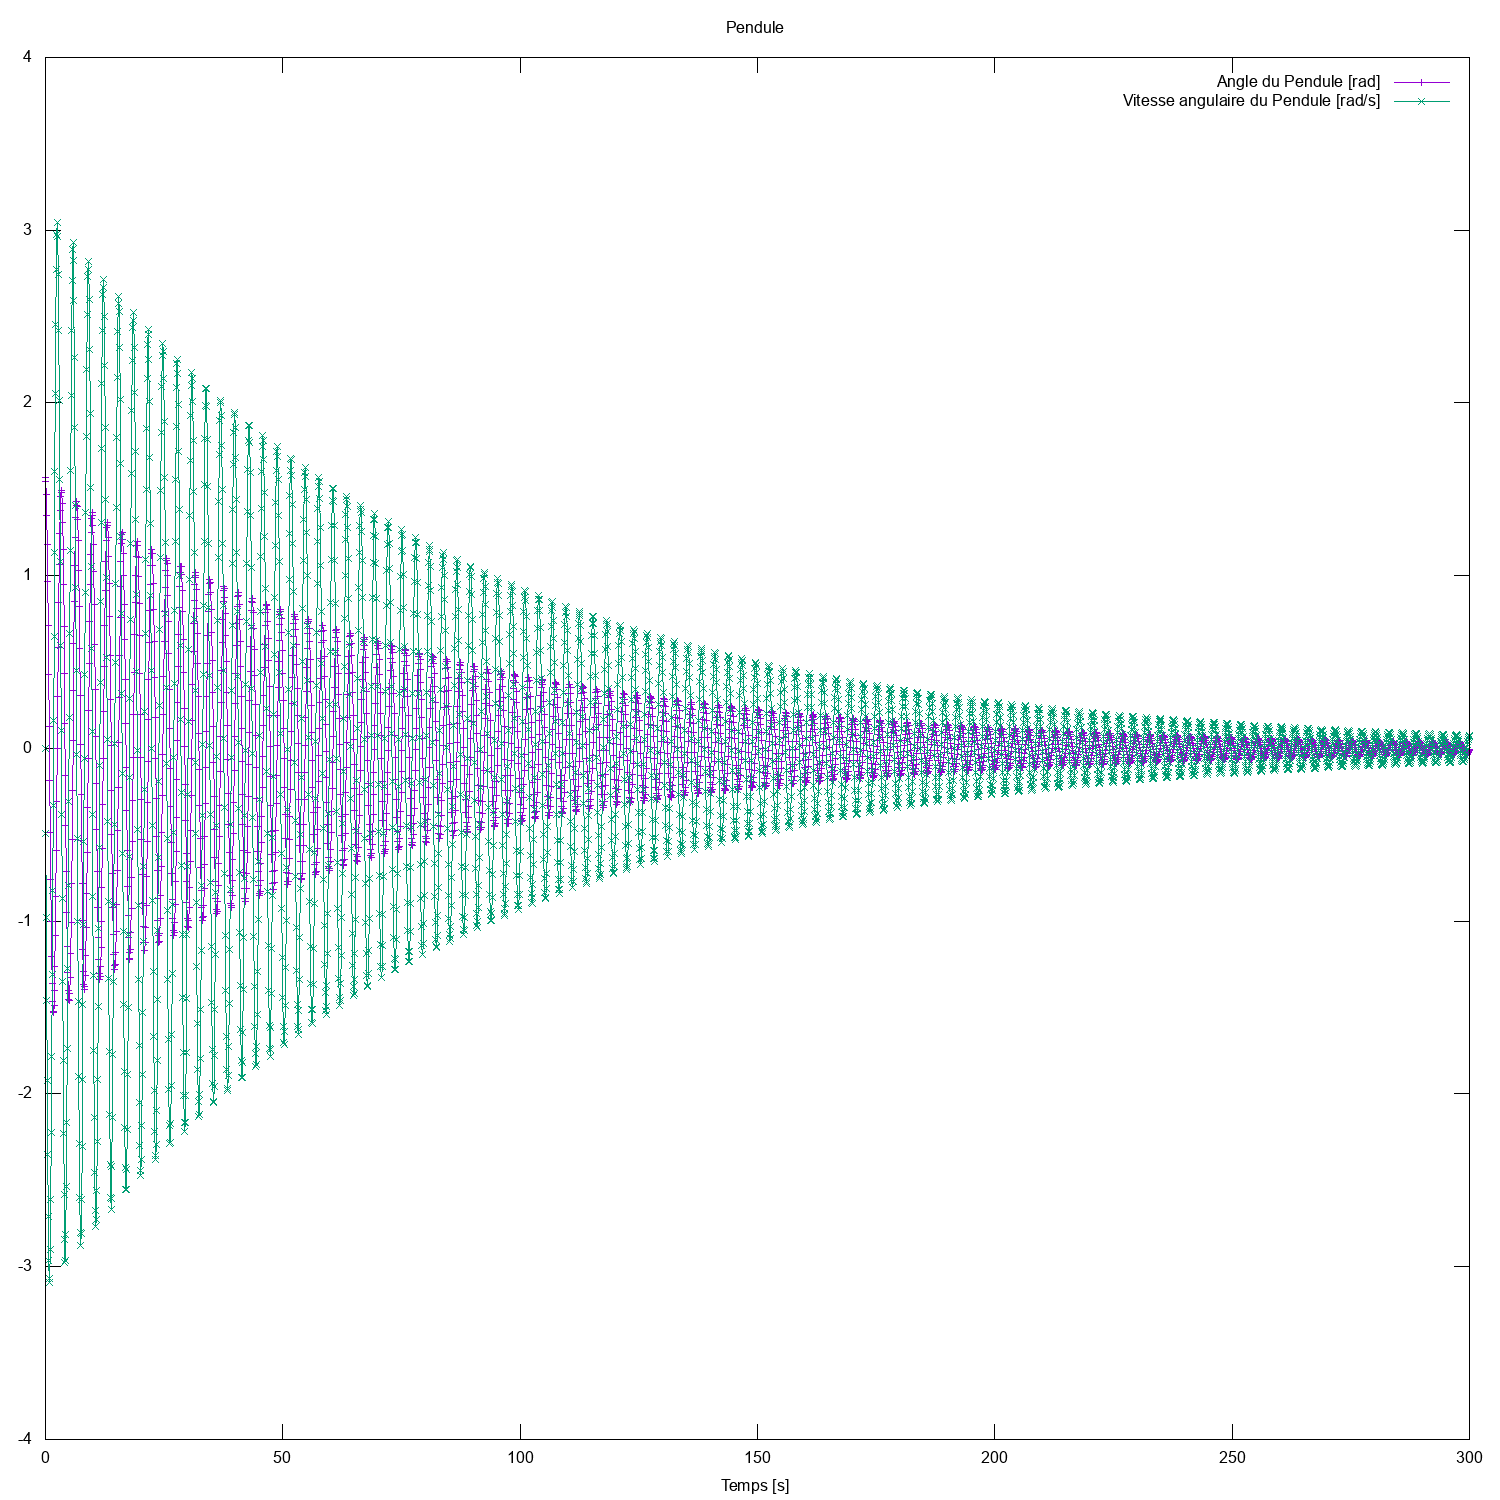 Pendule
4
Angle du Pendule [rad]
Vitesse angulaire du Pendule [rad/s]
3
2
1
0
-1
-2
-3
-4
0 50 100 150 200 250 300
Temps [s]